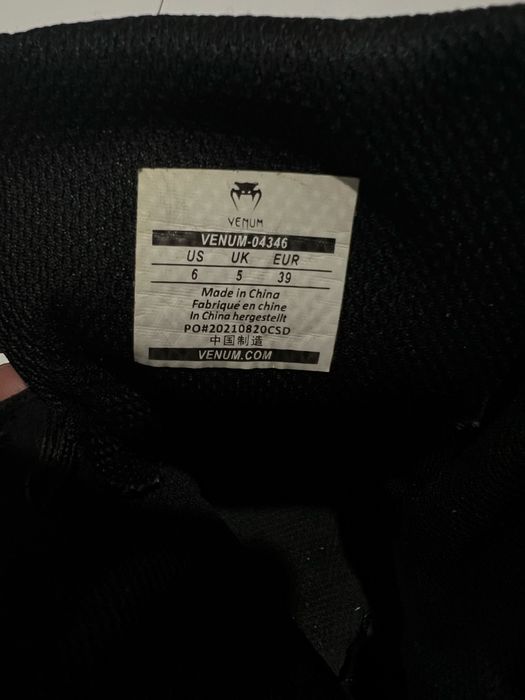 VENUM
VENUM-04346
US UK EUR
6 5 39
Made in China
Fabriqué en chine
In China hergestellt
PO#20210820CSD
中国制造
VENUM.COM